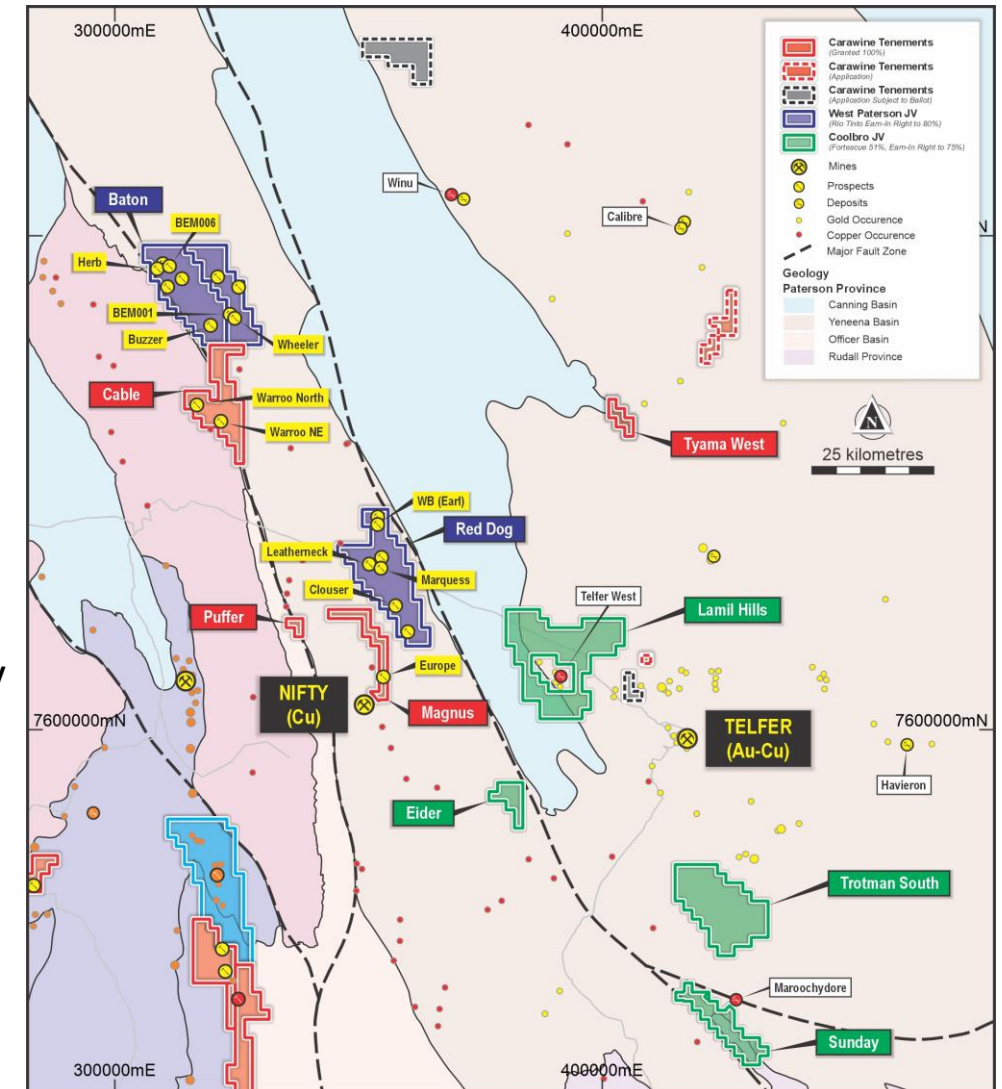 300000mE
400000mE
Carawine Tenements
(Granted 100%)
Carawine Tenements
(Application)
Carawine Tenements
(Application Subject to Ballot)
West Paterson JV
(Rio Tinto Earn-In Right to 80%)
Coolbro JV
(Fortescue 51%, Earn-In Right to 75%)
Mines
Prospects
Deposits
Gold Occurence
Copper Occurence
Major Fault Zone
Geology
Paterson Province
Canning Basin
Yeneena Basin
Officer Basin
Rudall Province
Winu
Baton
Calibre
BEM006
N
Herb
BEM001
Buzzer
Wheeler
Cable
Warroo North
Warroo NE
N
25 kilometres
Tyama West
WB (Earl)
Red Dog
Leatherneck
Marquess
Clouser
Telfer West
Lamil Hills
Puffer
Europe
NIFTY
(Cu)
Magnus
7600000mN
7600000mN
TELFER
(Au-Cu)
Havieron
Eider
Trotman South
Maroochydore
Sunday
300000mE
400000mE
y